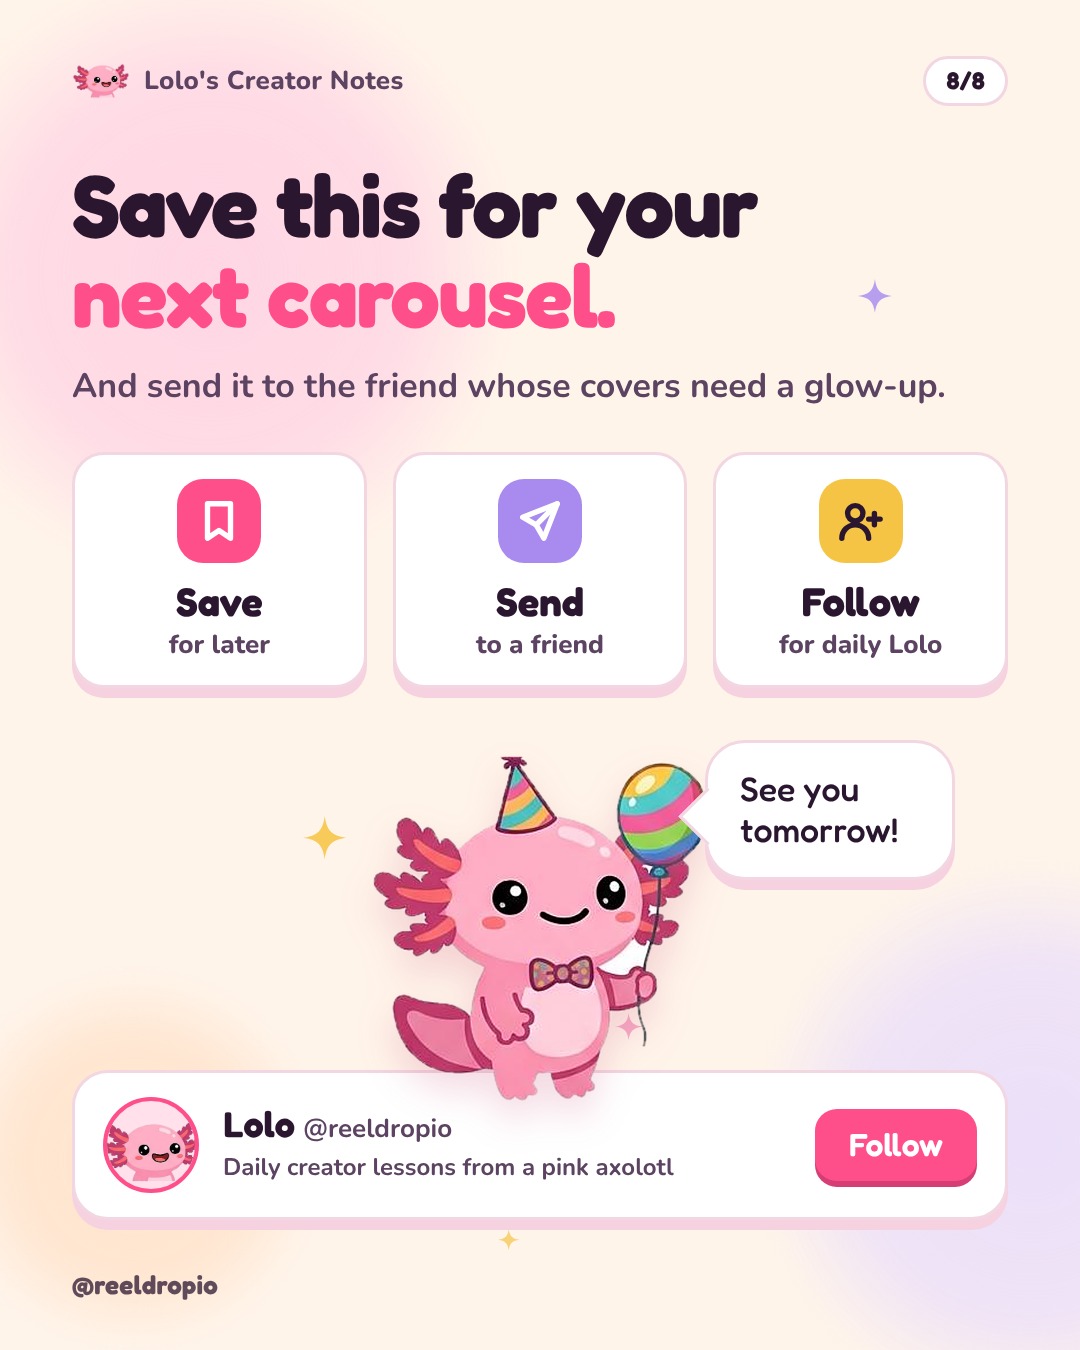 Lolo's Creator Notes
8/8
Save this for your
next carousel.
And send it to the friend whose covers need a glow-up.
Save
for later
Send
to a friend
Follow
for daily Lolo
See you
tomorrow!
Lolo @reeldropio
Daily creator lessons from a pink axolotl
Follow
@reeldropio